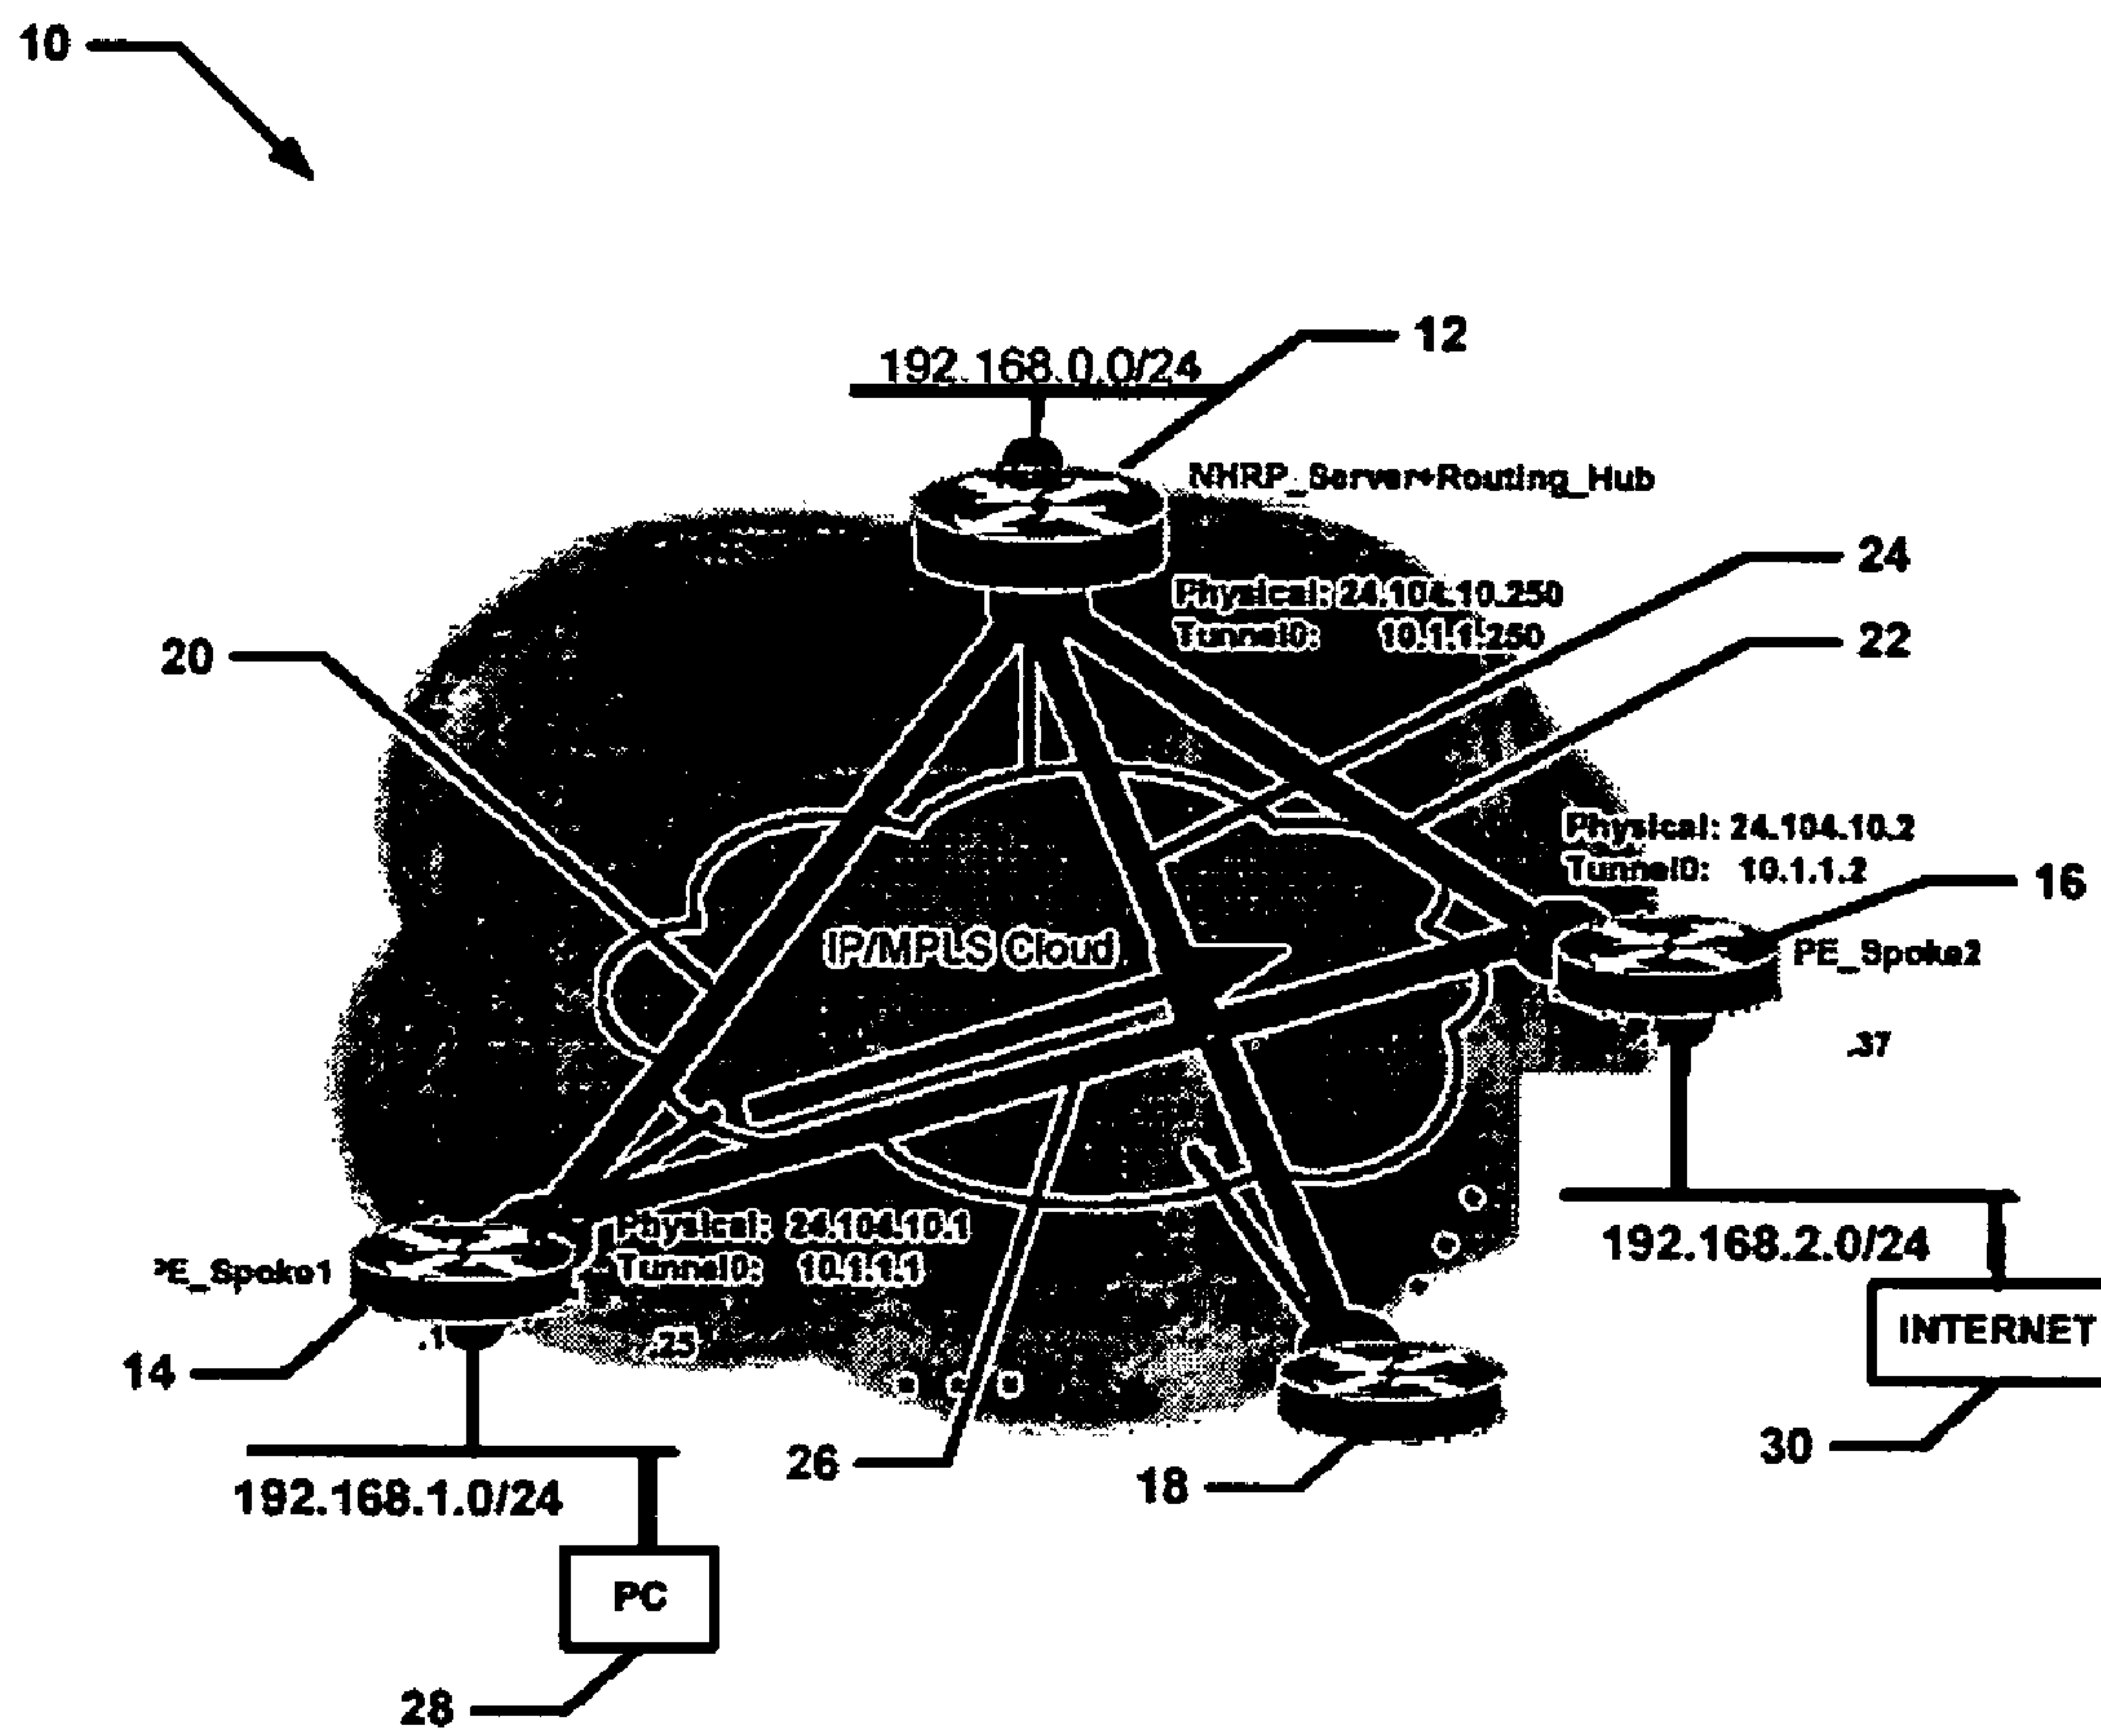 10
12
192.168.0.0/24
NHRP_Server+Routing_Hub
24
Physical: 24.104.10.250
Tunnel0: 10.1.1.250
22
20
Physical: 24.104.10.2
Tunnel0: 10.1.1.2
16
IP/MPLS Cloud
PE_Spoke2
.37
Physical: 24.104.10.1
Tunnel0: 10.1.1.1
192.168.2.0/24
PE_Spoke1
INTERNET
.1
.25
14
30
26
18
192.168.1.0/24
PC
28